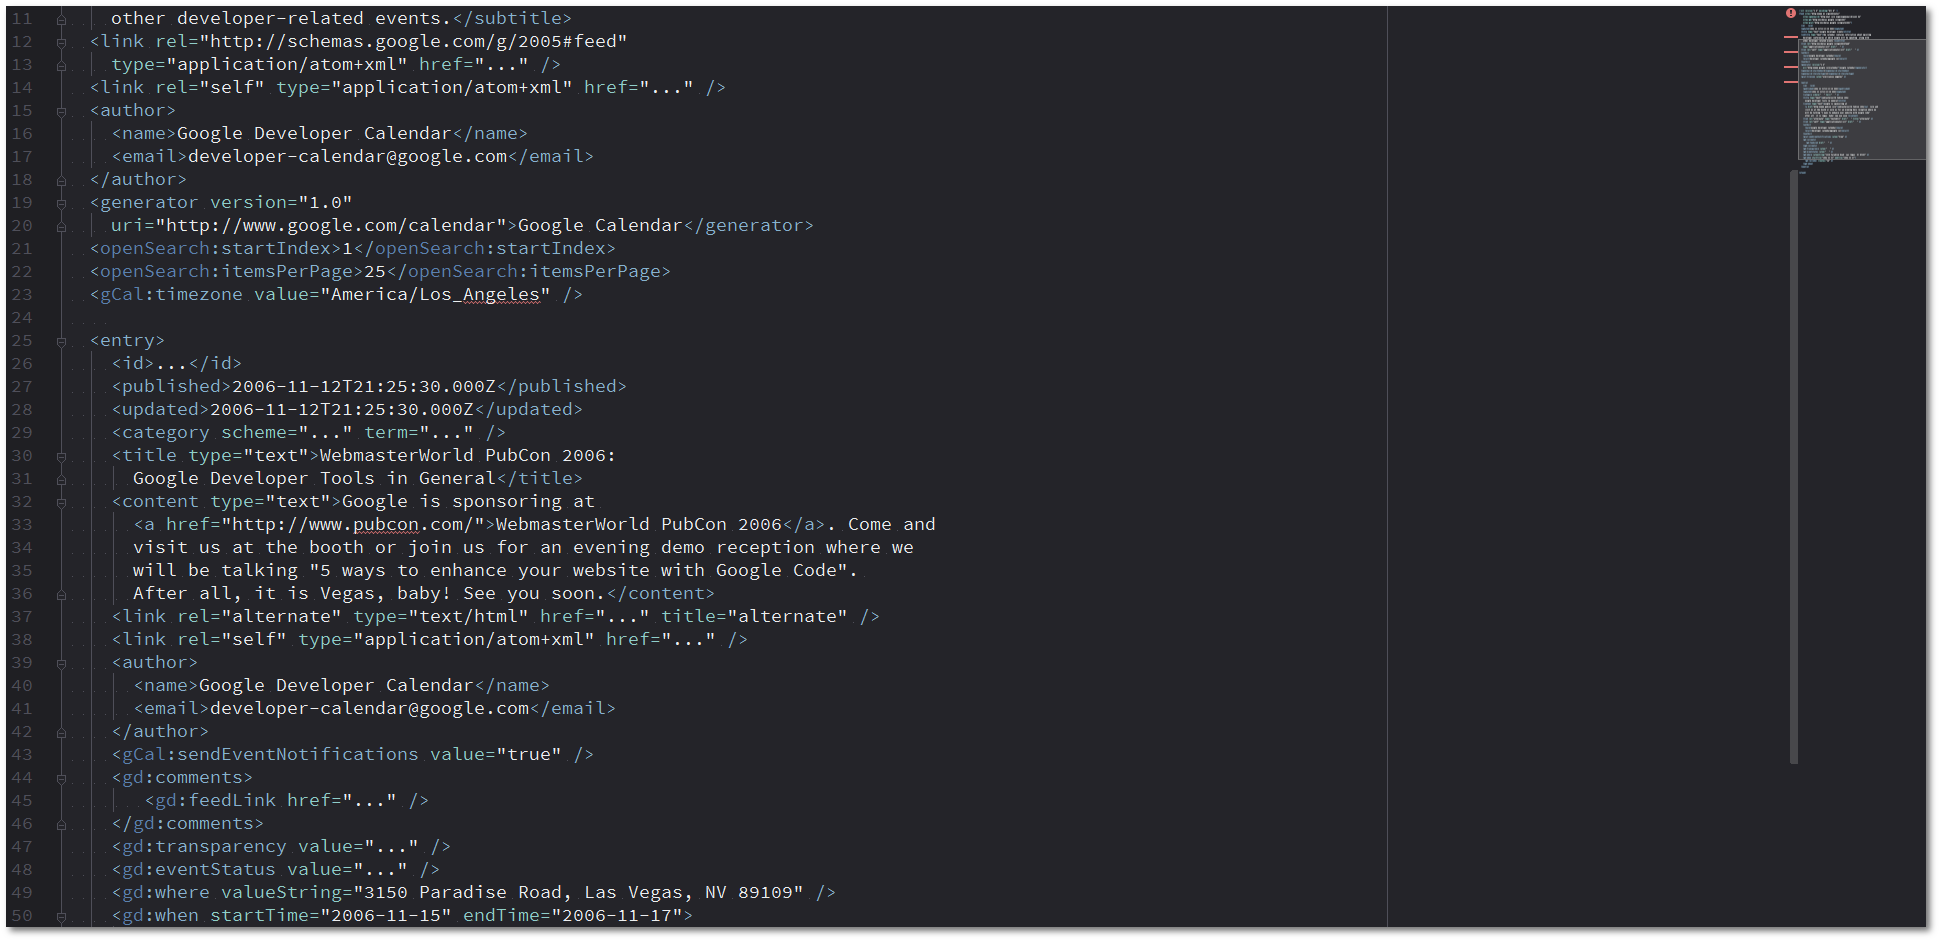 11 other developer-related events.</subtitle>
12 <link rel="http://schemas.google.com/g/2005#feed"
13 type="application/atom+xml" href="..." />
14 <link rel="self" type="application/atom+xml" href="..." />
15 <author>
16 <name>Google Developer Calendar</name>
17 <email>developer-calendar@google.com</email>
18 </author>
19 <generator version="1.0"
20 uri="http://www.google.com/calendar">Google Calendar</generator>
21 <openSearch:startIndex>1</openSearch:startIndex>
22 <openSearch:itemsPerPage>25</openSearch:itemsPerPage>
23 <gCal:timezone value="America/Los_Angeles" />
24
25 <entry>
26 <id>...</id>
27 <published>2006-11-12T21:25:30.000Z</published>
28 <updated>2006-11-12T21:25:30.000Z</updated>
29 <category scheme="..." term="..." />
30 <title type="text">WebmasterWorld PubCon 2006:
31 Google Developer Tools in General</title>
32 <content type="text">Google is sponsoring at
33 <a href="http://www.pubcon.com/">WebmasterWorld PubCon 2006</a>. Come and
34 visit us at the booth or join us for an evening demo reception where we
35 will be talking "5 ways to enhance your website with Google Code".
36 After all, it is Vegas, baby! See you soon.</content>
37 <link rel="alternate" type="text/html" href="..." title="alternate" />
38 <link rel="self" type="application/atom+xml" href="..." />
39 <author>
40 <name>Google Developer Calendar</name>
41 <email>developer-calendar@google.com</email>
42 </author>
43 <gCal:sendEventNotifications value="true" />
44 <gd:comments>
45 <gd:feedLink href="..." />
46 </gd:comments>
47 <gd:transparency value="..." />
48 <gd:eventStatus value="..." />
49 <gd:where valueString="3150 Paradise Road, Las Vegas, NV 89109" />
50 <gd:when startTime="2006-11-15" endTime="2006-11-17">